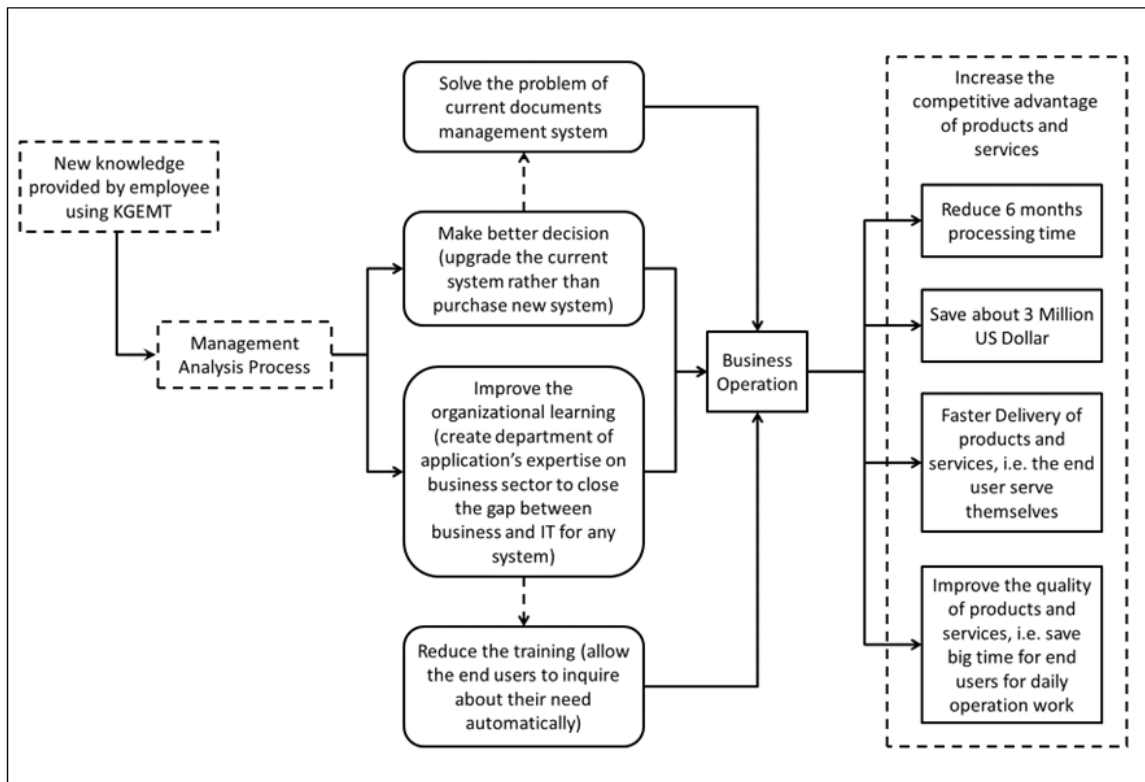 New knowledge
provided by employee
using KGEMT
Management
Analysis Process
Solve the problem of
current documents
management system
Make better decision
(upgrade the current
system rather than
purchase new system)
Improve the
organizational learning
(create department of
application's expertise on
business sector to close
the gap between
business and IT for any
system)
Reduce the training (allow
the end users to inquire
about their need
automatically)
Business
Operation
Increase the
competitive advantage
of products and
services
Reduce 6 months
processing time
Save about 3 Million
US Dollar
Faster Delivery of
products and
services, i.e. the end
user serve
themselves
Improve the quality
of products and
services, i.e. save
big time for end
users for daily
operation work